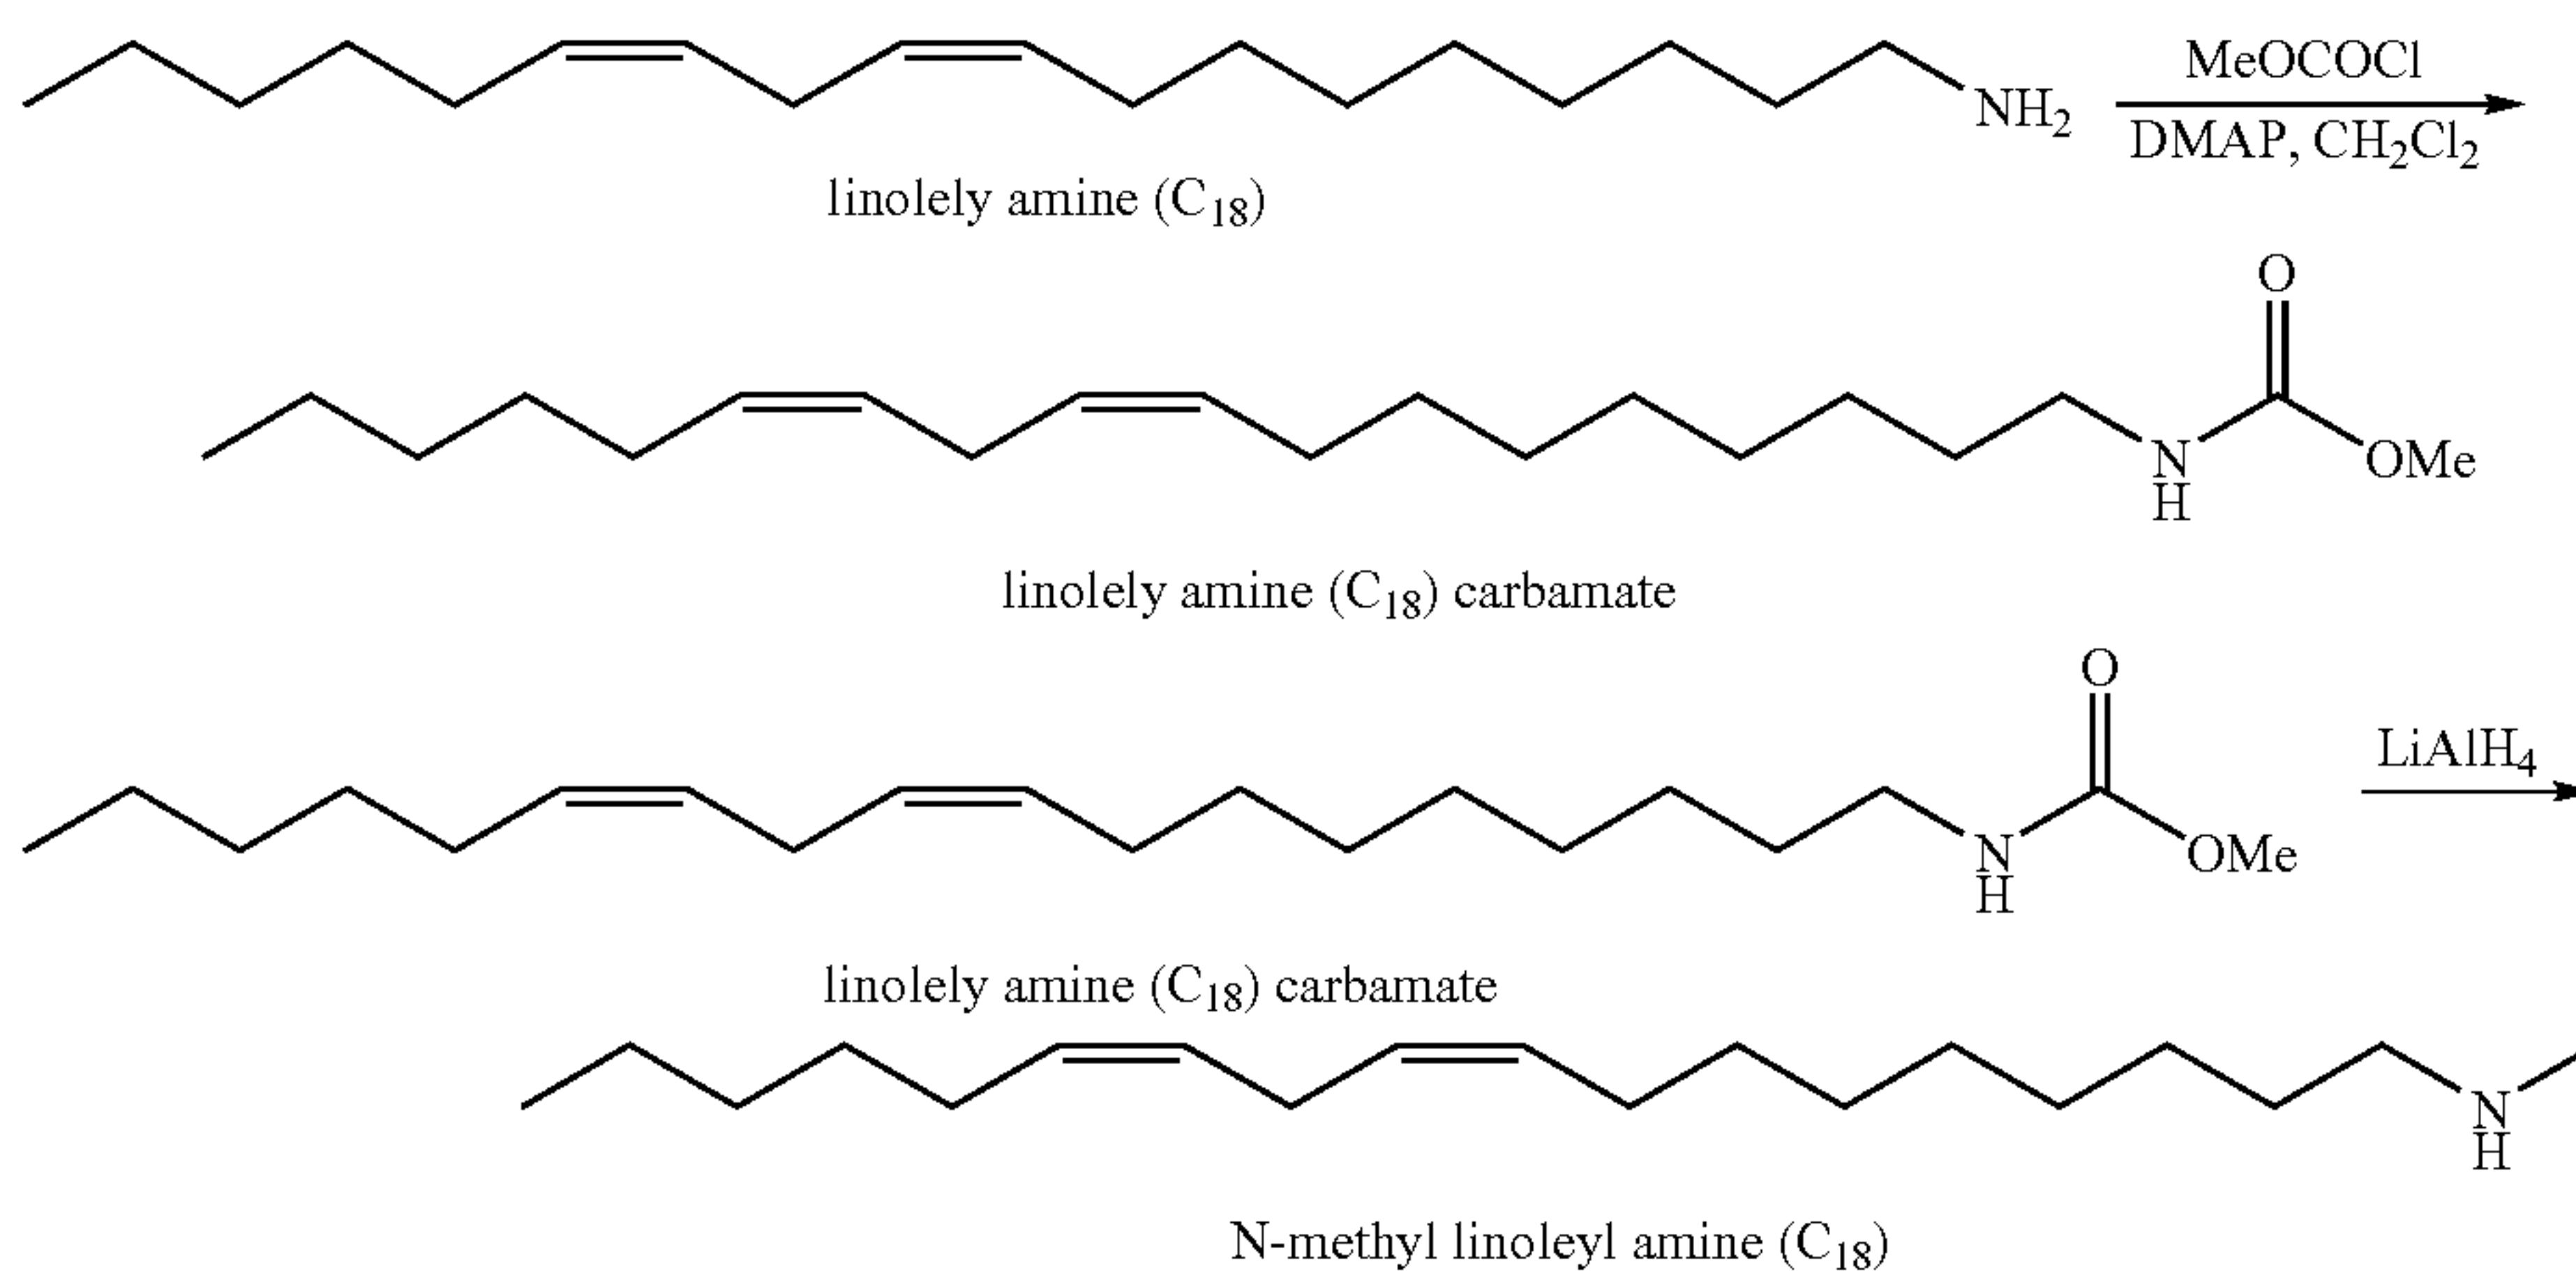 MeOCOCl
NH₂
DMAP, CH₂Cl₂
linolely amine (C₁₈)
O
N
H
OMe
linolely amine (C₁₈) carbamate
O
LiAlH₄
N
H
OMe
linolely amine (C₁₈) carbamate
N
H
N-methyl linoleyl amine (C₁₈)